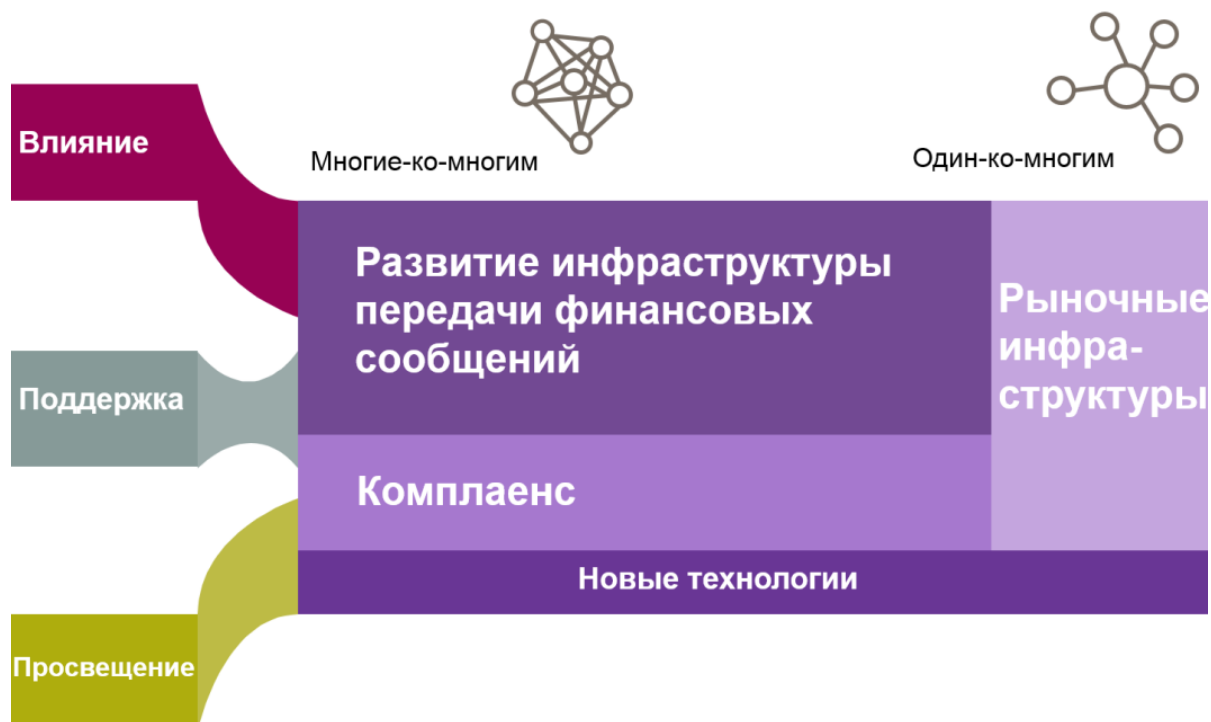 Влияние
Многие-ко-многим
Один-ко-многим
Развитие инфраструктуры
передачи финансовых
сообщений
Рыночные
инфра-
структуры
Поддержка
Комплаенс
Новые технологии
Просвещение